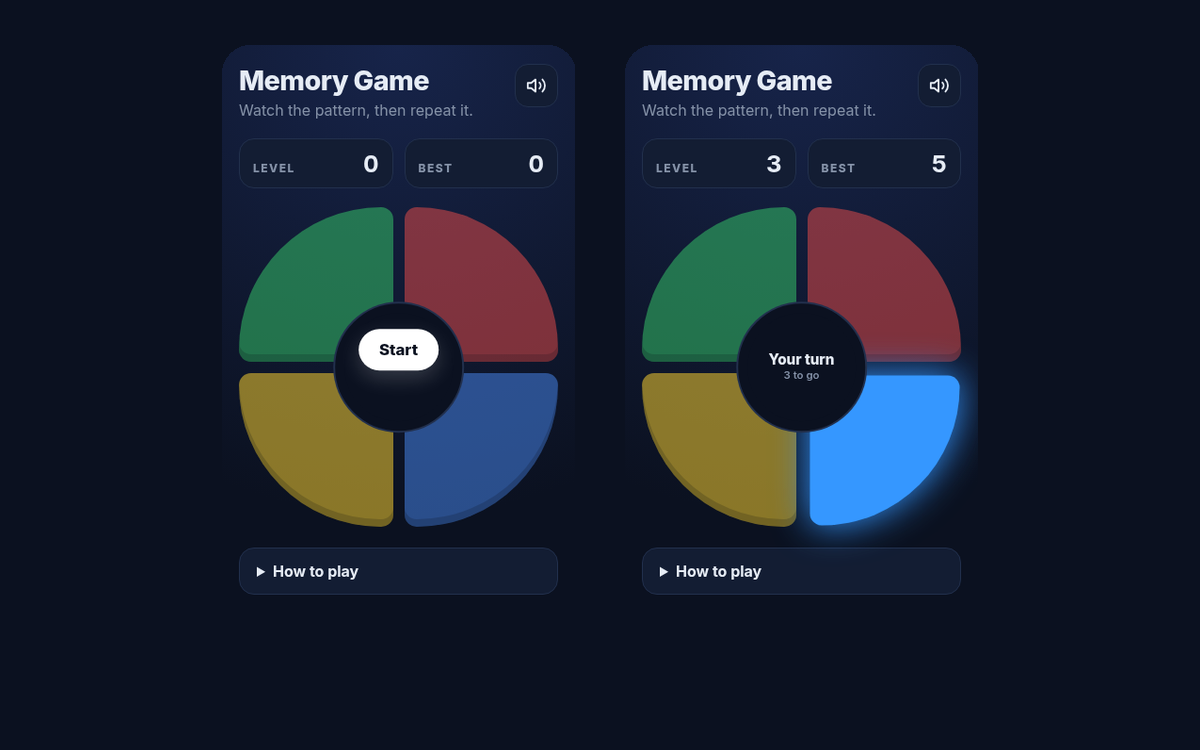 Memory Game
Watch the pattern, then repeat it.
LEVEL 0
BEST 0
Start
How to play
Memory Game
Watch the pattern, then repeat it.
LEVEL 3
BEST 5
Your turn
3 to go
How to play